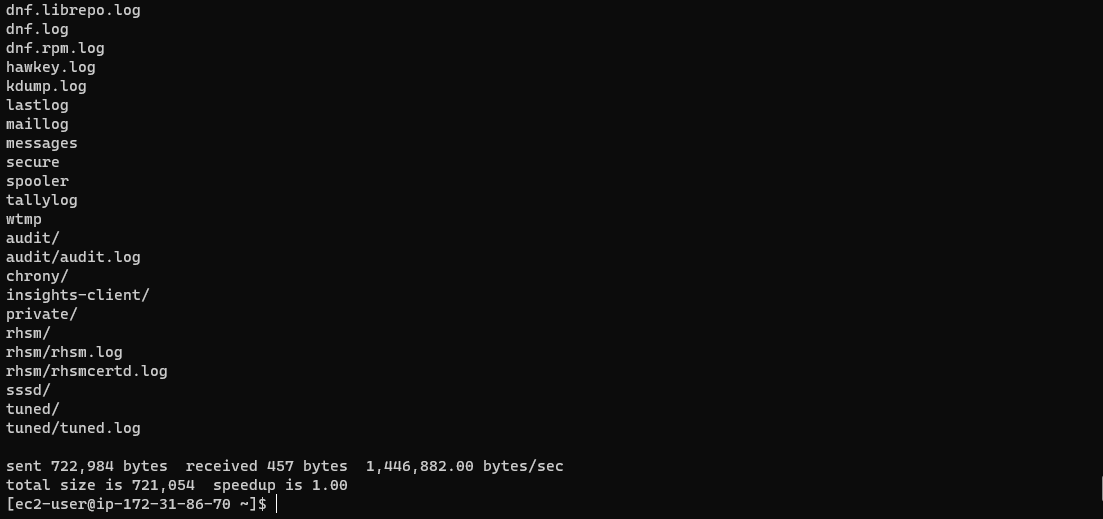 dnf.librepo.log
dnf.log
dnf.rpm.log
hawkey.log
kdump.log
lastlog
maillog
messages
secure
spooler
tallylog
wtmp
audit/
audit/audit.log
chrony/
insights-client/
private/
rhsm/
rhsm/rhsm.log
rhsm/rhsmcertd.log
sssd/
tuned/
tuned/tuned.log

sent 722,984 bytes  received 457 bytes  1,446,882.00 bytes/sec
total size is 721,054  speedup is 1.00
[ec2-user@ip-172-31-86-70 ~]$